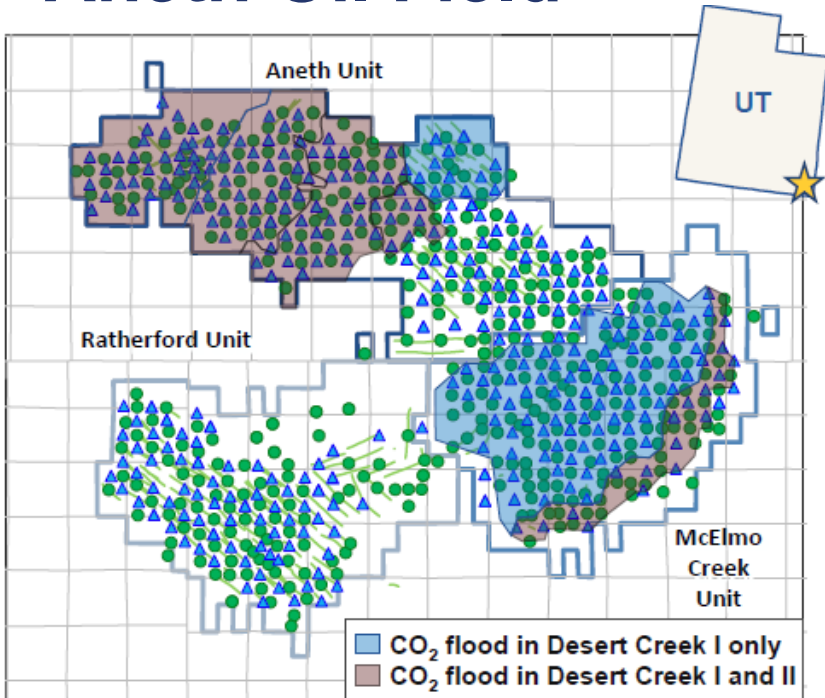 Aneth Unit
UT
Ratherford Unit
McElmo
Creek
Unit
CO₂ flood in Desert Creek I only
CO₂ flood in Desert Creek I and II